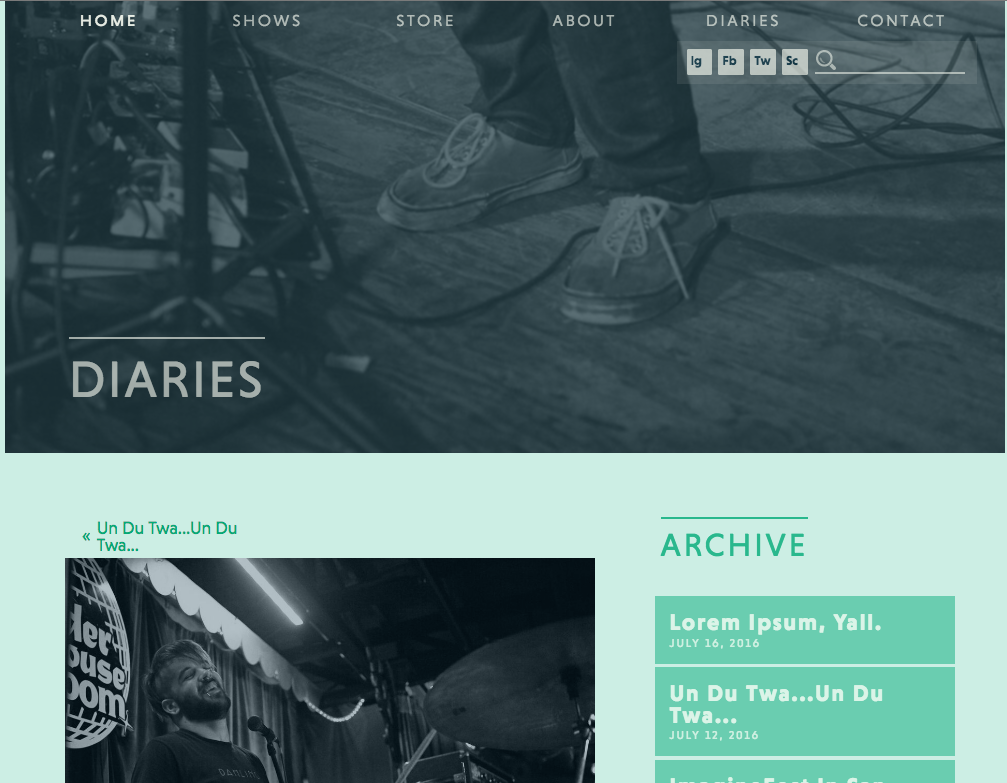 HOME SHOWS STORE ABOUT DIARIES CONTACT
Ig Fb Tw Sc
DIARIES
« Un Du Twa...Un Du
Twa...
ARCHIVE
Lorem Ipsum, Yall.
JULY 16, 2016
Un Du Twa...Un Du
Twa...
JULY 12, 2016